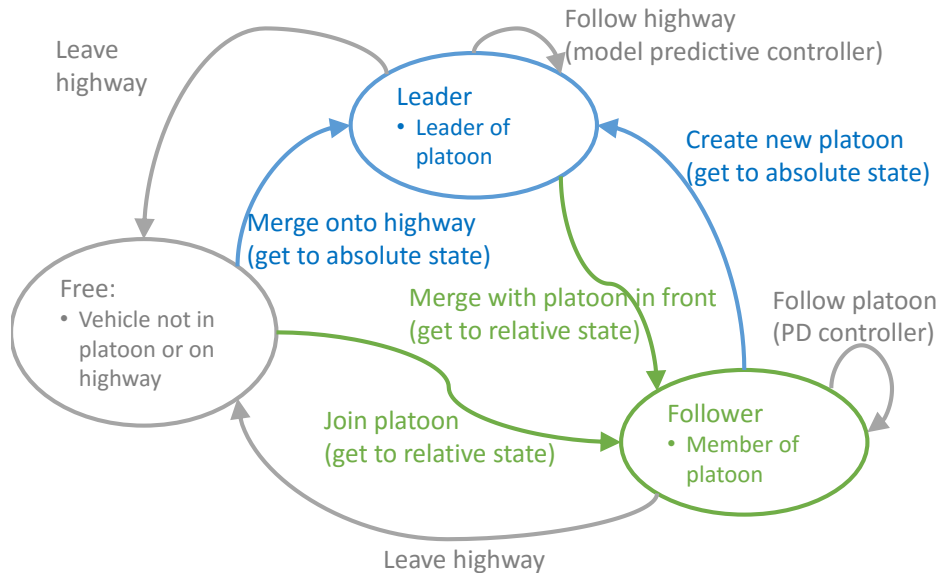 Follow highway
(model predictive controller)
Leave
highway
Leader
• Leader of
platoon
Create new platoon
(get to absolute state)
Merge onto highway
(get to absolute state)
Free:
• Vehicle not in
platoon or on
highway
Merge with platoon in front
(get to relative state)
Follow platoon
(PD controller)
Join platoon
(get to relative state)
Follower
• Member of
platoon
Leave highway